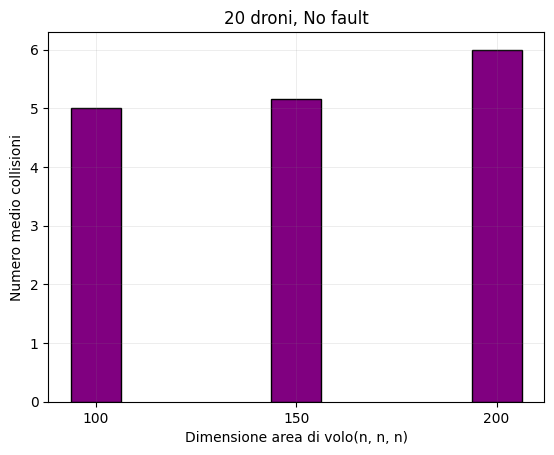 20 droni, No fault
Numero medio collisioni
6
5
4
3
2
1
0
100 150 200
Dimensione area di volo(n, n, n)